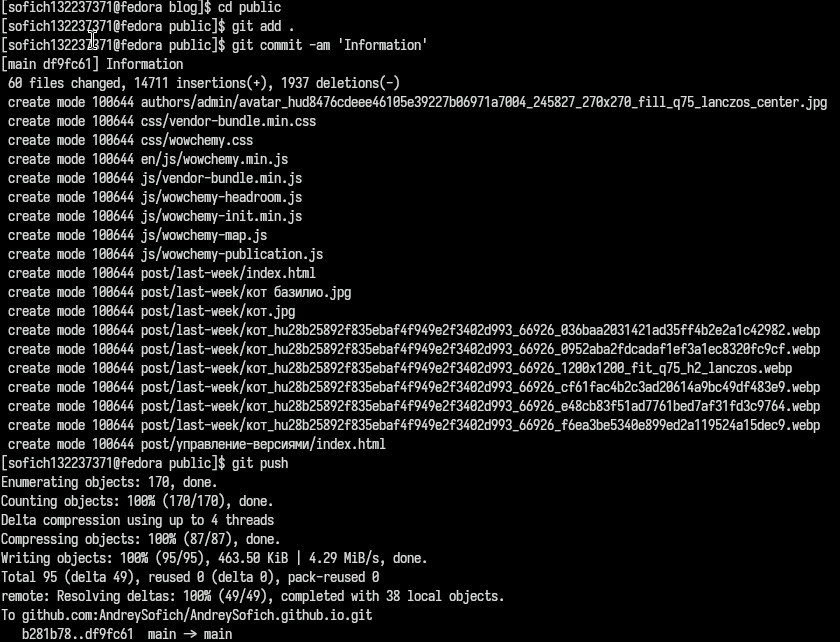 [sofich132237371@fedora blog]$ cd public
[sofich132237371@fedora public]$ git add .
[sofich132237371@fedora public]$ git commit -am 'Information'
[main df9fc61] Information
 60 files changed, 14711 insertions(+), 1937 deletions(-)
 create mode 100644 authors/admin/avatar_hud8476cdeee46105e39227b06971a7004_245827_270x270_fill_q75_lanczos_center.jpg
 create mode 100644 css/vendor-bundle.min.css
 create mode 100644 css/wowchemy.css
 create mode 100644 en/js/wowchemy.min.js
 create mode 100644 js/vendor-bundle.min.js
 create mode 100644 js/wowchemy-headroom.js
 create mode 100644 js/wowchemy-init.min.js
 create mode 100644 js/wowchemy-map.js
 create mode 100644 js/wowchemy-publication.js
 create mode 100644 post/last-week/index.html
 create mode 100644 post/last-week/кот базилио.jpg
 create mode 100644 post/last-week/кот.jpg
 create mode 100644 post/last-week/кот_hu28b25892f835ebaf4f949e2f3402d993_66926_036baa2031421ad35ff4b2e2a1c42982.webp
 create mode 100644 post/last-week/кот_hu28b25892f835ebaf4f949e2f3402d993_66926_0952aba2fdcadaf1ef3a1ec8320fc9cf.webp
 create mode 100644 post/last-week/кот_hu28b25892f835ebaf4f949e2f3402d993_66926_1200x1200_fit_q75_h2_lanczos.webp
 create mode 100644 post/last-week/кот_hu28b25892f835ebaf4f949e2f3402d993_66926_cf61fac4b2c3ad20614a9bc49df483e9.webp
 create mode 100644 post/last-week/кот_hu28b25892f835ebaf4f949e2f3402d993_66926_e48cb83f51ad7761bed7af31fd3c9764.webp
 create mode 100644 post/last-week/кот_hu28b25892f835ebaf4f949e2f3402d993_66926_f6ea3be5340e899ed2a119524a15dec9.webp
 create mode 100644 post/управление-версиями/index.html
[sofich132237371@fedora public]$ git push
Enumerating objects: 170, done.
Counting objects: 100% (170/170), done.
Delta compression using up to 4 threads
Compressing objects: 100% (87/87), done.
Writing objects: 100% (95/95), 463.50 KiB | 4.29 MiB/s, done.
Total 95 (delta 49), reused 0 (delta 0), pack-reused 0
remote: Resolving deltas: 100% (49/49), completed with 38 local objects.
To github.com:AndreySofich/AndreySofich.github.io.git
   b281b78..df9fc61  main -> main